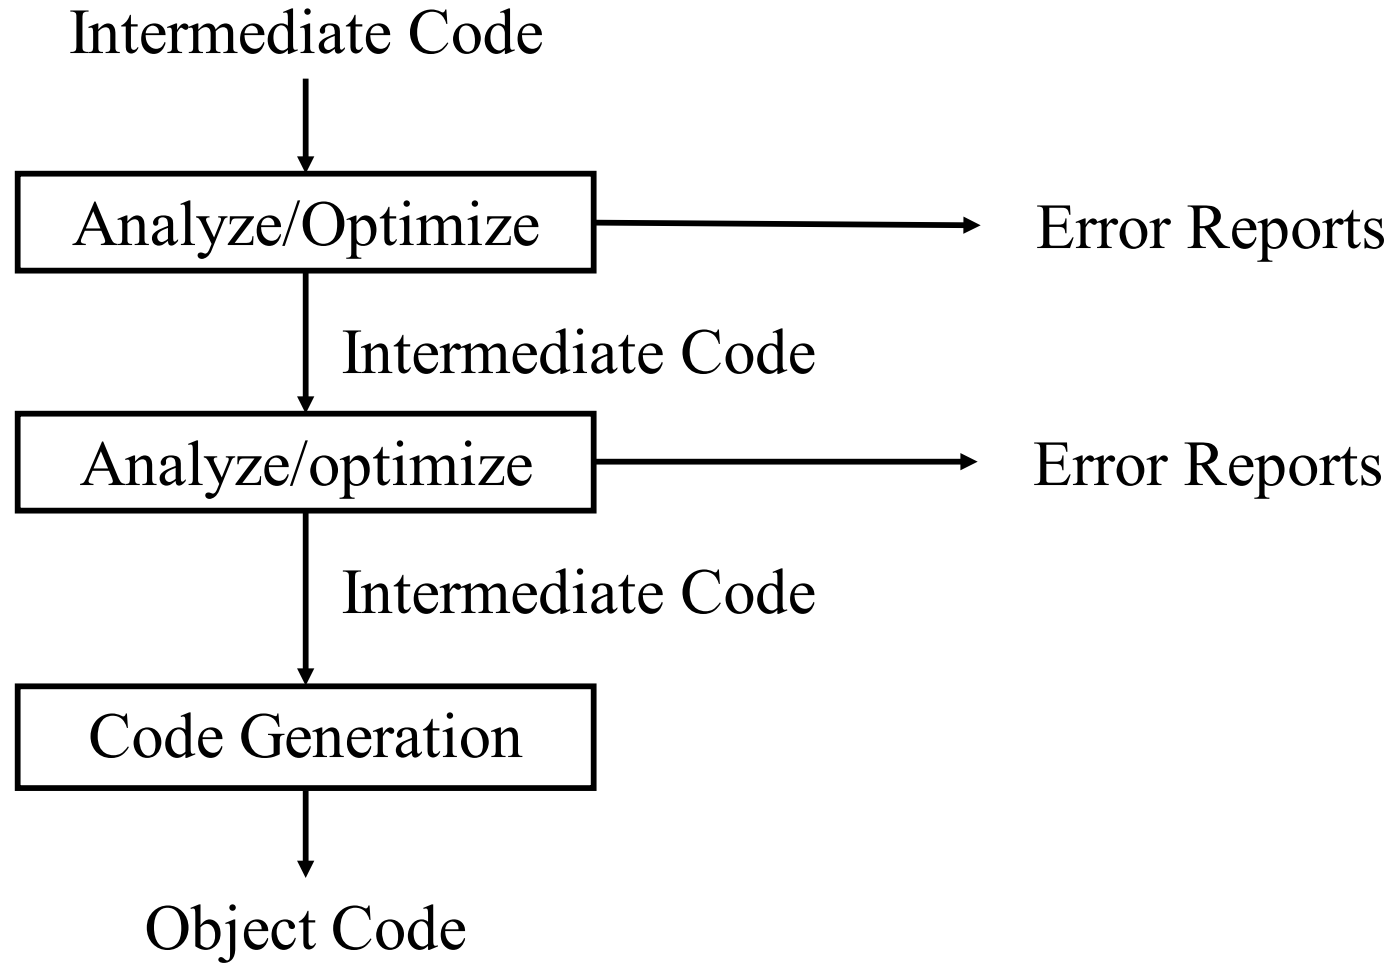 Intermediate Code
Analyze/Optimize
Error Reports
Intermediate Code
Analyze/optimize
Error Reports
Intermediate Code
Code Generation
Object Code